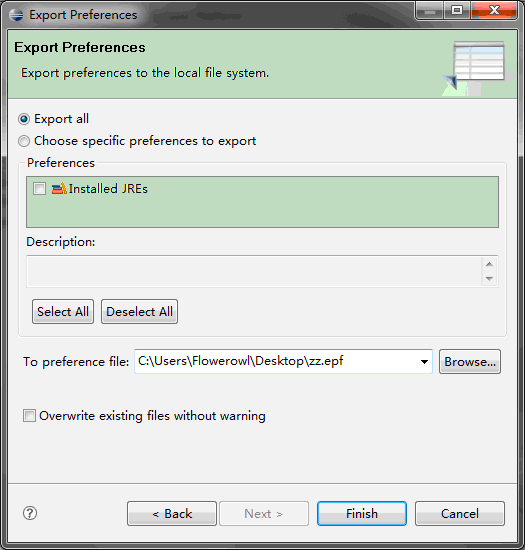 Export Preferences
Export Preferences
Export preferences to the local file system.
Export all
Choose specific preferences to export
Preferences
Installed JREs
Description:
Select All
Deselect All
To preference file:
C:\Users\Flowerowl\Desktop\zz.epf
Browse...
Overwrite existing files without warning
?
< Back
Next >
Finish
Cancel